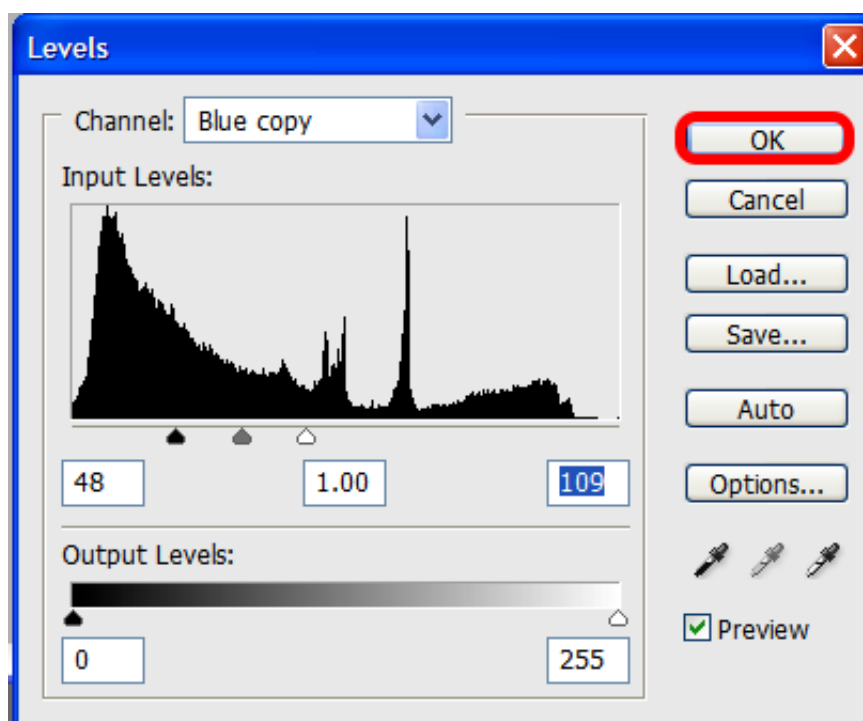 Levels
Channel: Blue copy
OK
Input Levels:
Cancel
Load...
Save...
Auto
48 1.00 109
Options...
Output Levels:
Preview
0 255